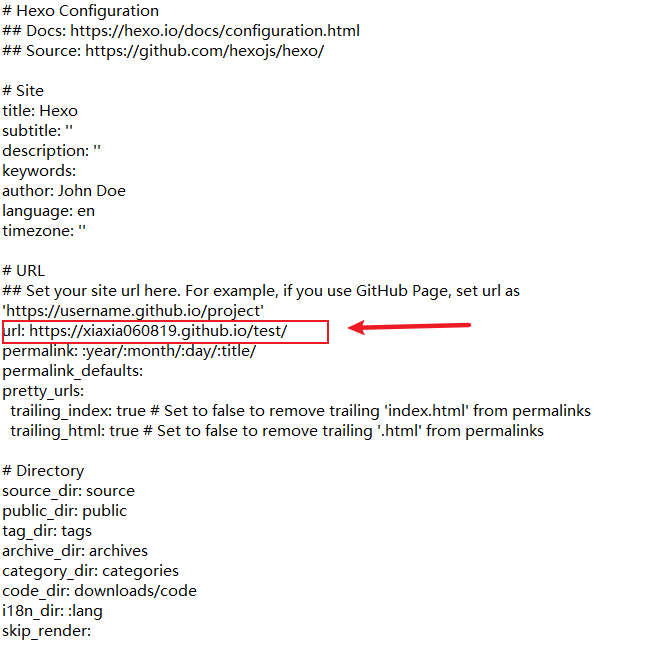 # Hexo Configuration
## Docs: https://hexo.io/docs/configuration.html
## Source: https://github.com/hexojs/hexo/
# Site
title: Hexo
subtitle: ''
description: ''
keywords:
author: John Doe
language: en
timezone: ''
# URL
## Set your site url here. For example, if you use GitHub Page, set url as
'https://username.github.io/project'
url: https://xiaxia060819.github.io/test/
permalink: :year/:month/:day/:title/
permalink_defaults:
pretty_urls:
  trailing_index: true # Set to false to remove trailing 'index.html' from permalinks
  trailing_html: true # Set to false to remove trailing '.html' from permalinks
# Directory
source_dir: source
public_dir: public
tag_dir: tags
archive_dir: archives
category_dir: categories
code_dir: downloads/code
i18n_dir: :lang
skip_render: